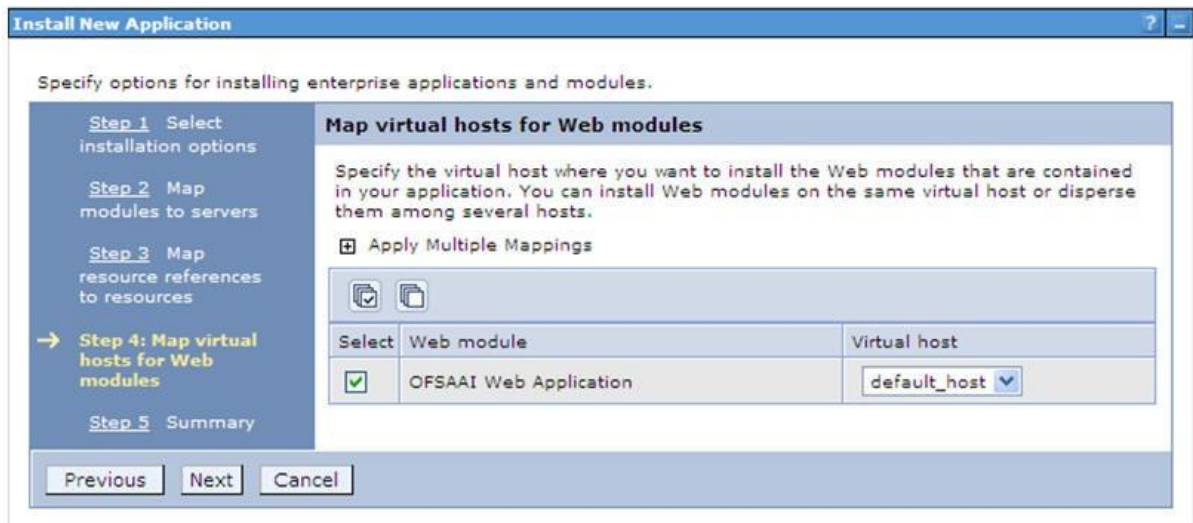 Install New Application
? –
Specify options for installing enterprise applications and modules.
Step 1 Select
installation options
Step 2 Map
modules to servers
Step 3 Map
resource references
to resources
Step 4: Map virtual
hosts for Web
modules
Step 5 Summary
Map virtual hosts for Web modules
Specify the virtual host where you want to install the Web modules that are contained
in your application. You can install Web modules on the same virtual host or disperse
them among several hosts.
Apply Multiple Mappings
Select Web module Virtual host
OFSAAI Web Application default_host
Previous Next Cancel